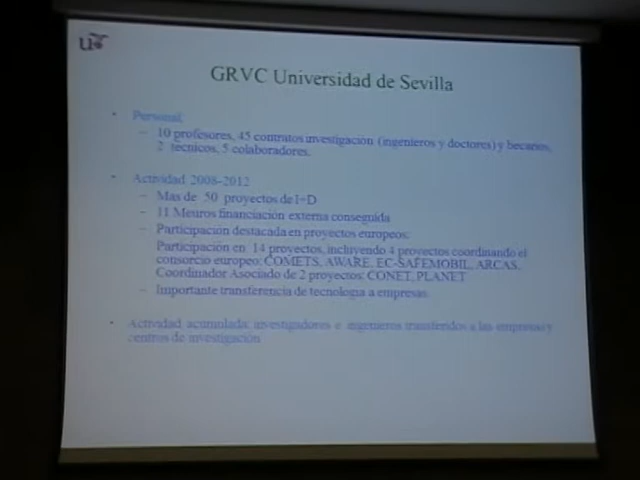 us
GRVC Universidad de Sevilla
• Personal:
– 10 profesores, 45 contratos investigación (ingenieros y doctores) y becarios,
2 tecnicos, 5 colaboradores.
• Actividad 2008-2012
– Mas de 50 proyectos de I+D
– 11 Meuros financiación externa conseguida
– Participación destacada en proyectos europeos:
Participación en 14 proyectos, incluyendo 4 proyectos coordinando el
consorcio europeo: COMETS, AWARE, EC-SAFEMOBIL, ARCAS.
Coordinador Asociado de 2 proyectos: CONET, PLANET
– Importante transferencia de tecnologia a empresas
• Actividad acumulada: investigadores e ingenieros transferidos a las empresas y
centros de investigación